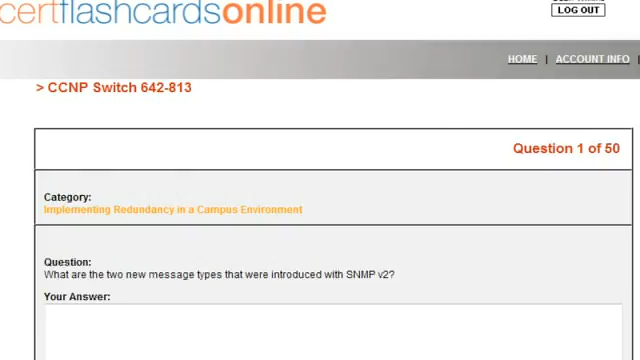 certflashcardsonline
LOG OUT
HOME | ACCOUNT INFO |
> CCNP Switch 642-813
Question 1 of 50
Category:
Implementing Redundancy in a Campus Environment
Question:
What are the two new message types that were introduced with SNMP v2?
Your Answer: